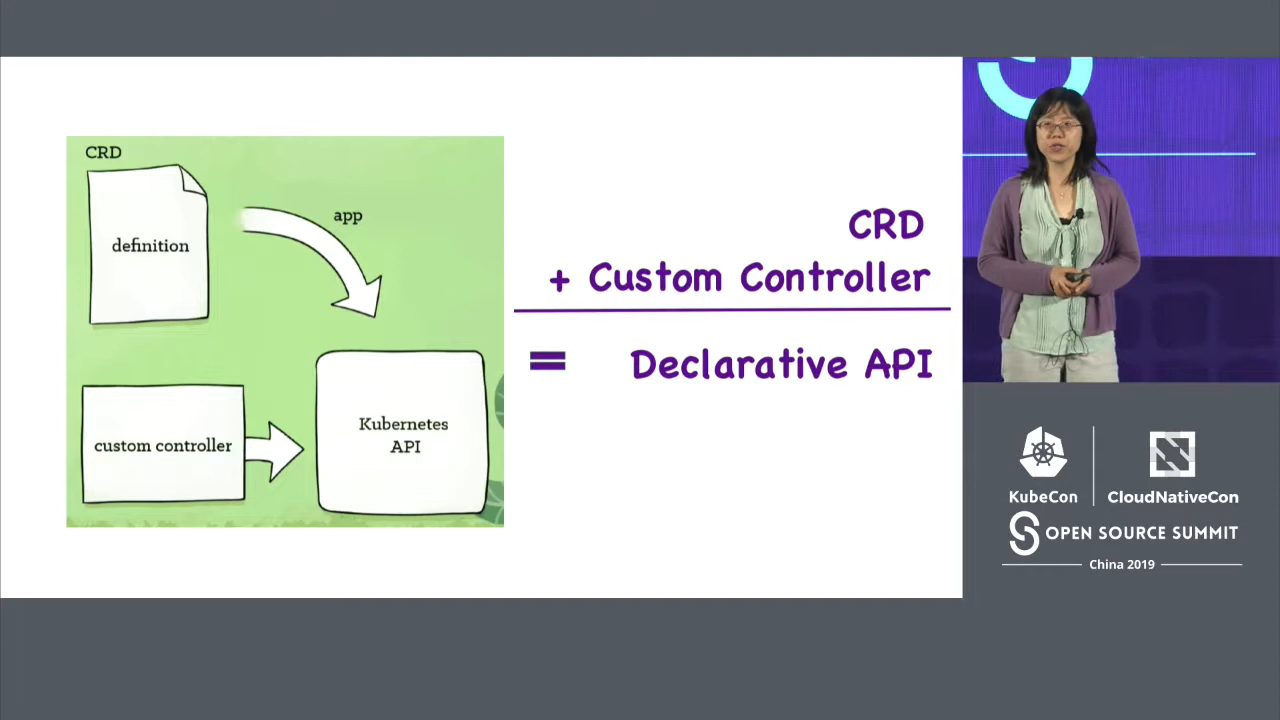 CRD
definition
app
custom controller
Kubernetes
API
CRD
+ Custom Controller
= Declarative API
KubeCon
CloudNativeCon
OPEN SOURCE SUMMIT
China 2019